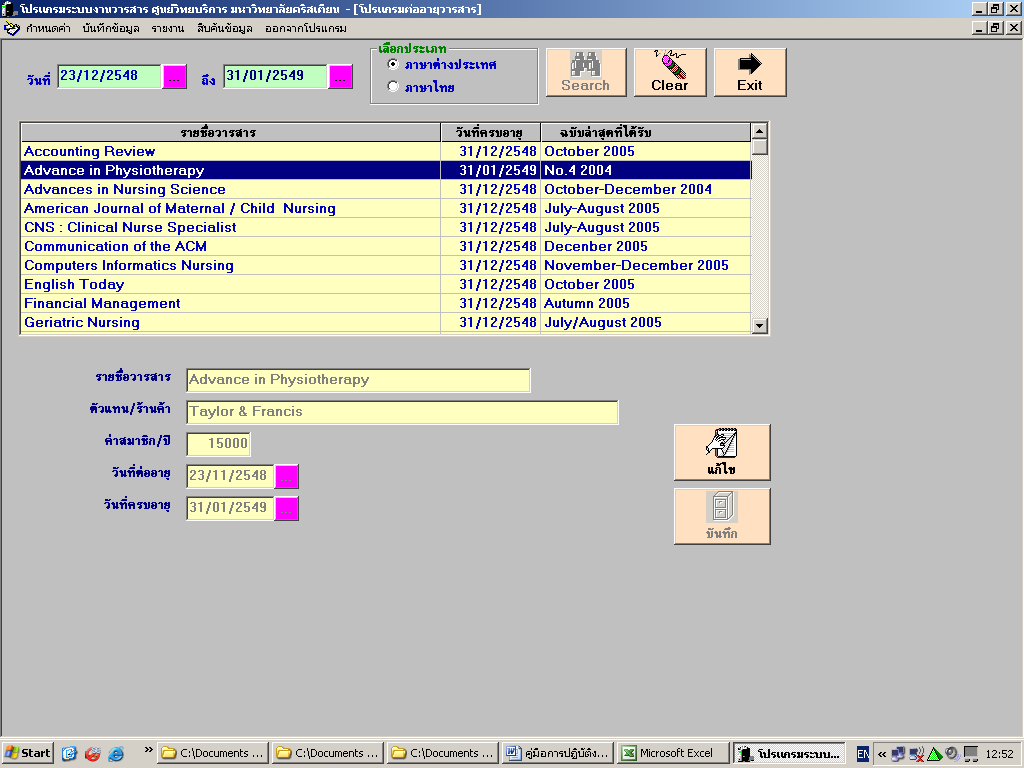 โปรแกรมระบบงานวารสาร ศูนย์วิทยบริการ มหาวิทยาลัยคริสเตียน - [โปรแกรมต่ออายุวารสาร]
กำหนดค่า บันทึกข้อมูล รายงาน สืบค้นข้อมูล ออกจากโปรแกรม
เลือกประเภท
วันที่ 23/12/2548 ... ถึง 31/01/2549 ...
ภาษาต่างประเทศ
ภาษาไทย
Search Clear Exit
รายชื่อวารสาร วันที่ครบอายุ ฉบับล่าสุดที่ได้รับ
Accounting Review 31/12/2548 October 2005
Advance in Physiotherapy 31/01/2549 No.4 2004
Advances in Nursing Science 31/12/2548 October-December 2004
American Journal of Maternal / Child Nursing 31/12/2548 July-August 2005
CNS : Clinical Nurse Specialist 31/12/2548 July-August 2005
Communication of the ACM 31/12/2548 Decenber 2005
Computers Informatics Nursing 31/12/2548 November-December 2005
English Today 31/12/2548 October 2005
Financial Management 31/12/2548 Autumn 2005
Geriatric Nursing 31/12/2548 July/August 2005
รายชื่อวารสาร Advance in Physiotherapy
ตัวแทน/ร้านค้า Taylor & Francis
ค่าสมาชิก/ปี 15000
วันที่ต่ออายุ 23/11/2548 ...
วันที่ครบอายุ 31/01/2549 ...
แก้ไข
บันทึก
Start » C:\Documents ... C:\Documents ... C:\Documents ... คู่มือการปฏิบัติง... Microsoft Excel โปรแกรมระบบ... EN « 12:52